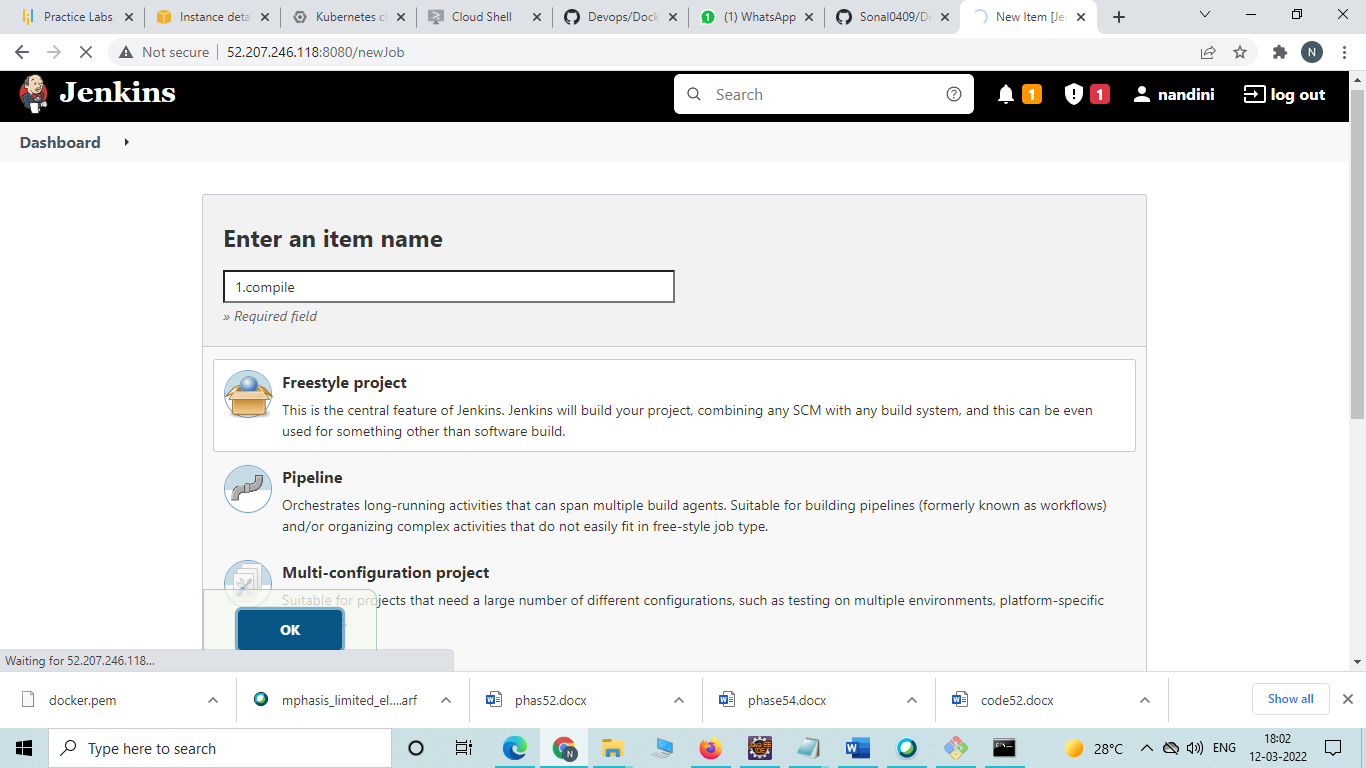 Practice Labs
Instance deta
Kubernetes cl
Cloud Shell
Devops/Dock
(1) WhatsApp
Sonal0409/De
New Item [Jen
Not secure
52.207.246.118:8080/newJob
N
Jenkins
Search
1
1
nandini
log out
Dashboard
Enter an item name
1.compile
» Required field
Freestyle project
This is the central feature of Jenkins. Jenkins will build your project, combining any SCM with any build system, and this can be even
used for something other than software build.
Pipeline
Orchestrates long-running activities that can span multiple build agents. Suitable for building pipelines (formerly known as workflows)
and/or organizing complex activities that do not easily fit in free-style job type.
Multi-configuration project
Suitable for projects that need a large number of different configurations, such as testing on multiple environments, platform-specific
OK
Waiting for 52.207.246.118...
docker.pem
mphasis_limited_el....arf
phas52.docx
phase54.docx
code52.docx
Show all
Type here to search
28°C
ENG
18:02
12-03-2022